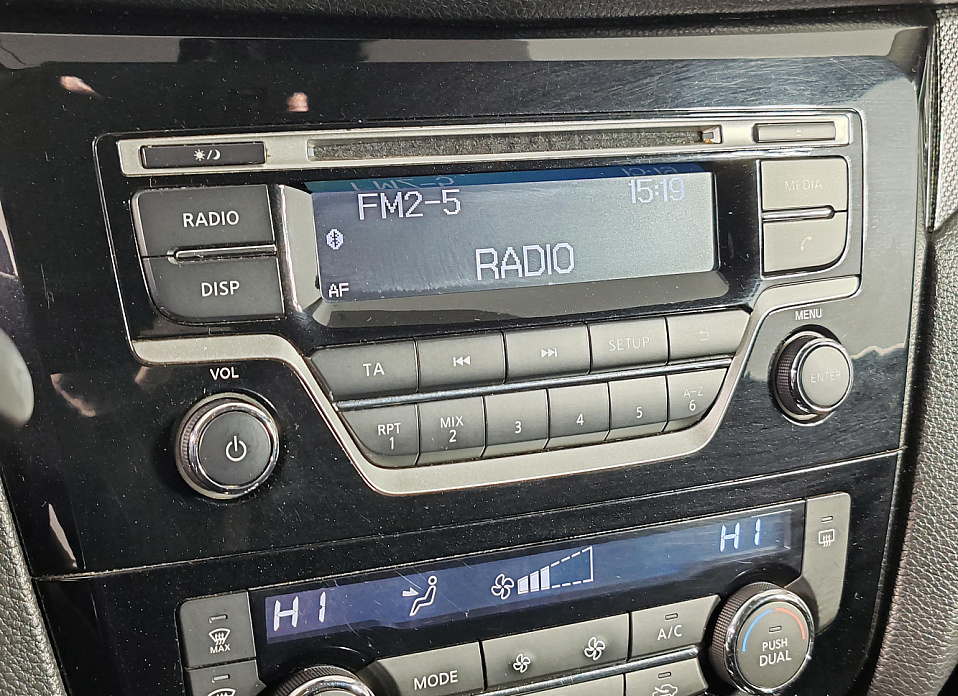 MEDIA
RADIO
FM2-5 15:19
RADIO
AF
DISP
TA
SETUP
MENU
ENTER
VOL
RPT
1
MIX
2
3
4
5
A-Z
6
HI
HI
MAX
MODE
A/C
PUSH
DUAL